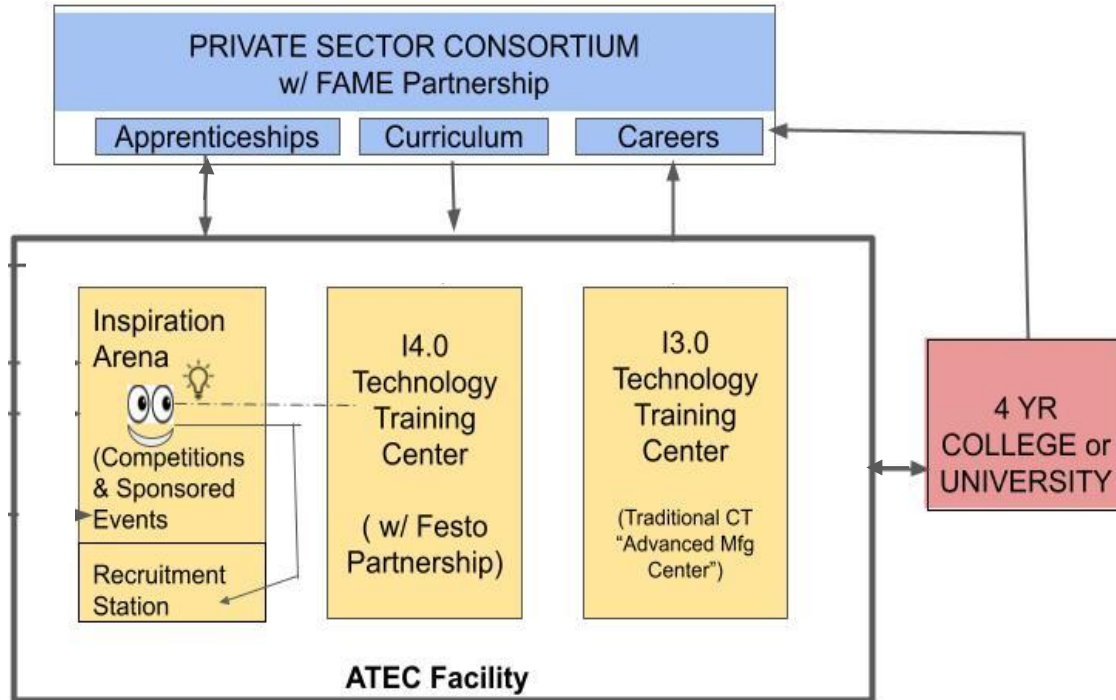 PRIVATE SECTOR CONSORTIUM
w/ FAME Partnership
Apprenticeships
Curriculum
Careers
Inspiration
Arena
(Competitions
& Sponsored
Events
Recruitment
Station
I4.0
Technology
Training
Center
( w/ Festo
Partnership)
I3.0
Technology
Training
Center
(Traditional CT
“Advanced Mfg
Center”)
4 YR
COLLEGE or
UNIVERSITY
ATEC Facility